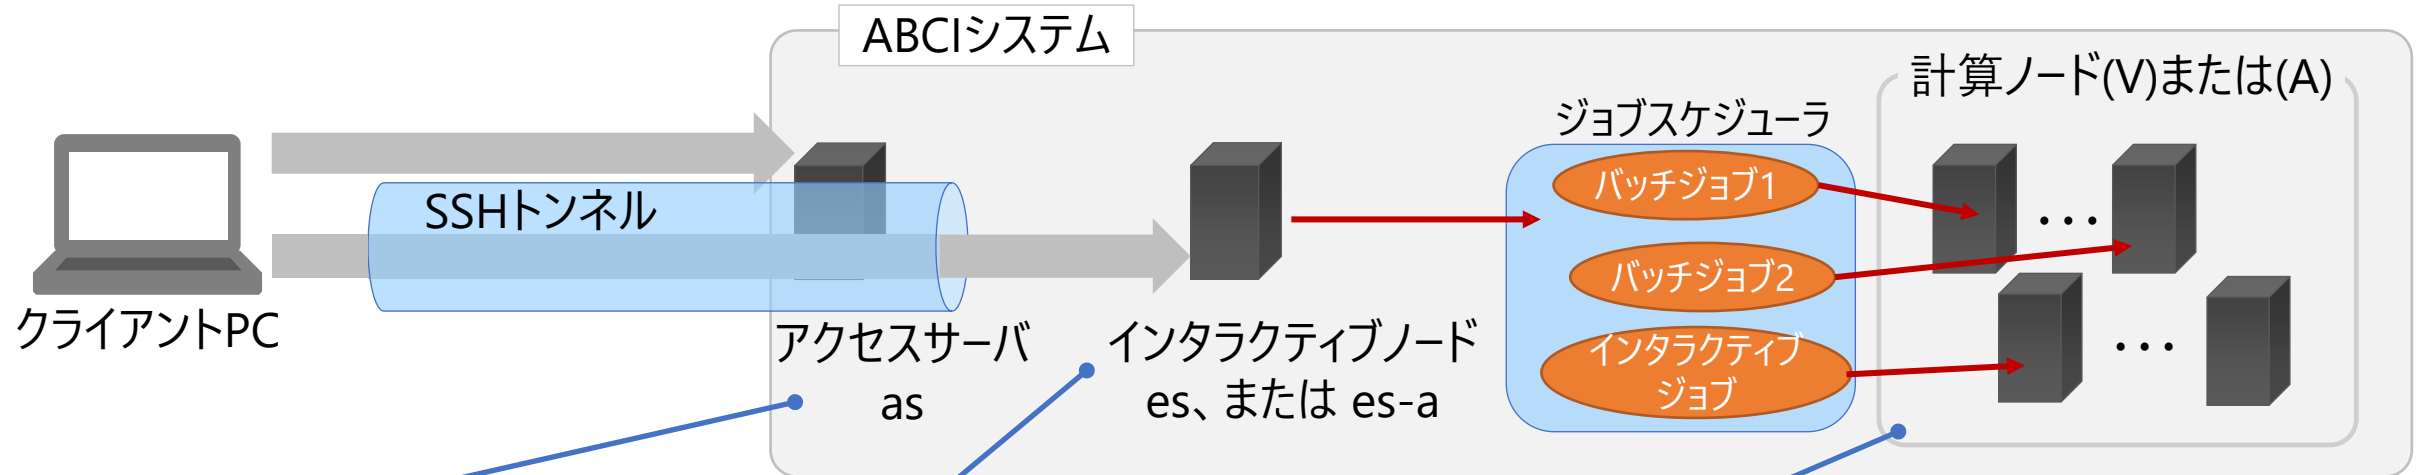 ABCIシステム
計算ノード(V)または(A)
ジョブスケジューラ
バッチジョブ1
SSHトンネル
バッチジョブ2
クライアントPC
アクセスサーバ
as
インタラクティブノード
es、または es-a
インタラクティブ
ジョブ